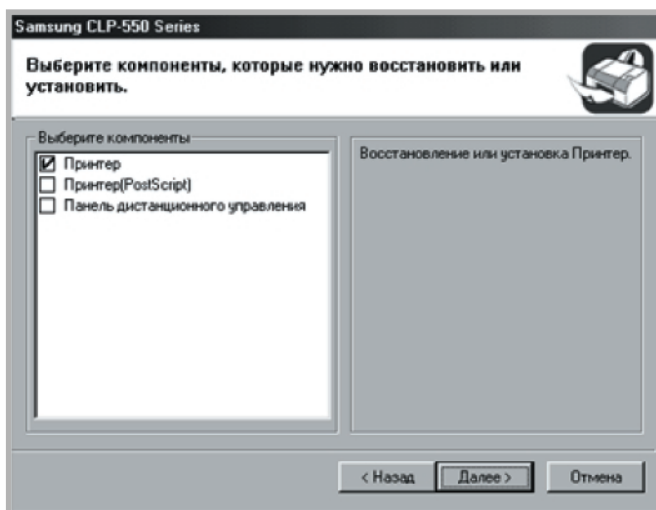 Samsung CLP-550 Series
Выберите компоненты, которые нужно восстановить или
установить.
Выберите компоненты
Принтер
Принтер(PostScript)
Панель дистанционного управления
Восстановление или установка Принтер.
< Назад
Далее >
Отмена